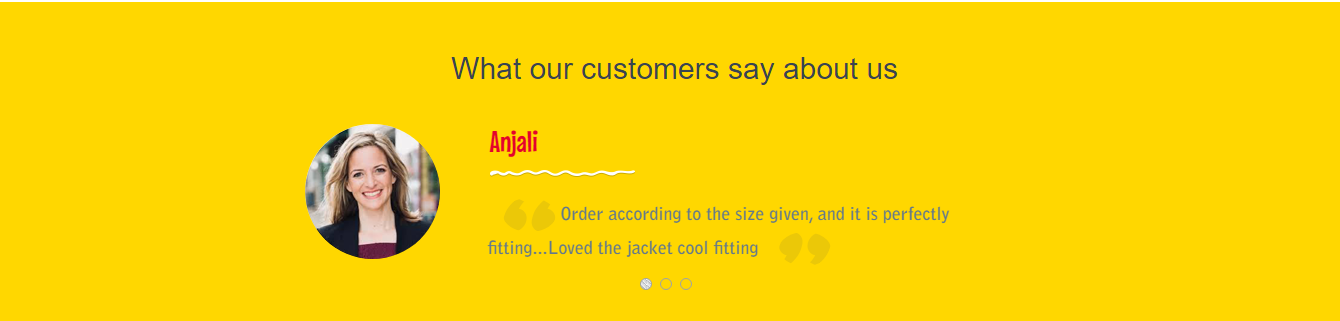 What our customers say about us
Anjali
Order according to the size given, and it is perfectly
fitting...Loved the jacket cool fitting